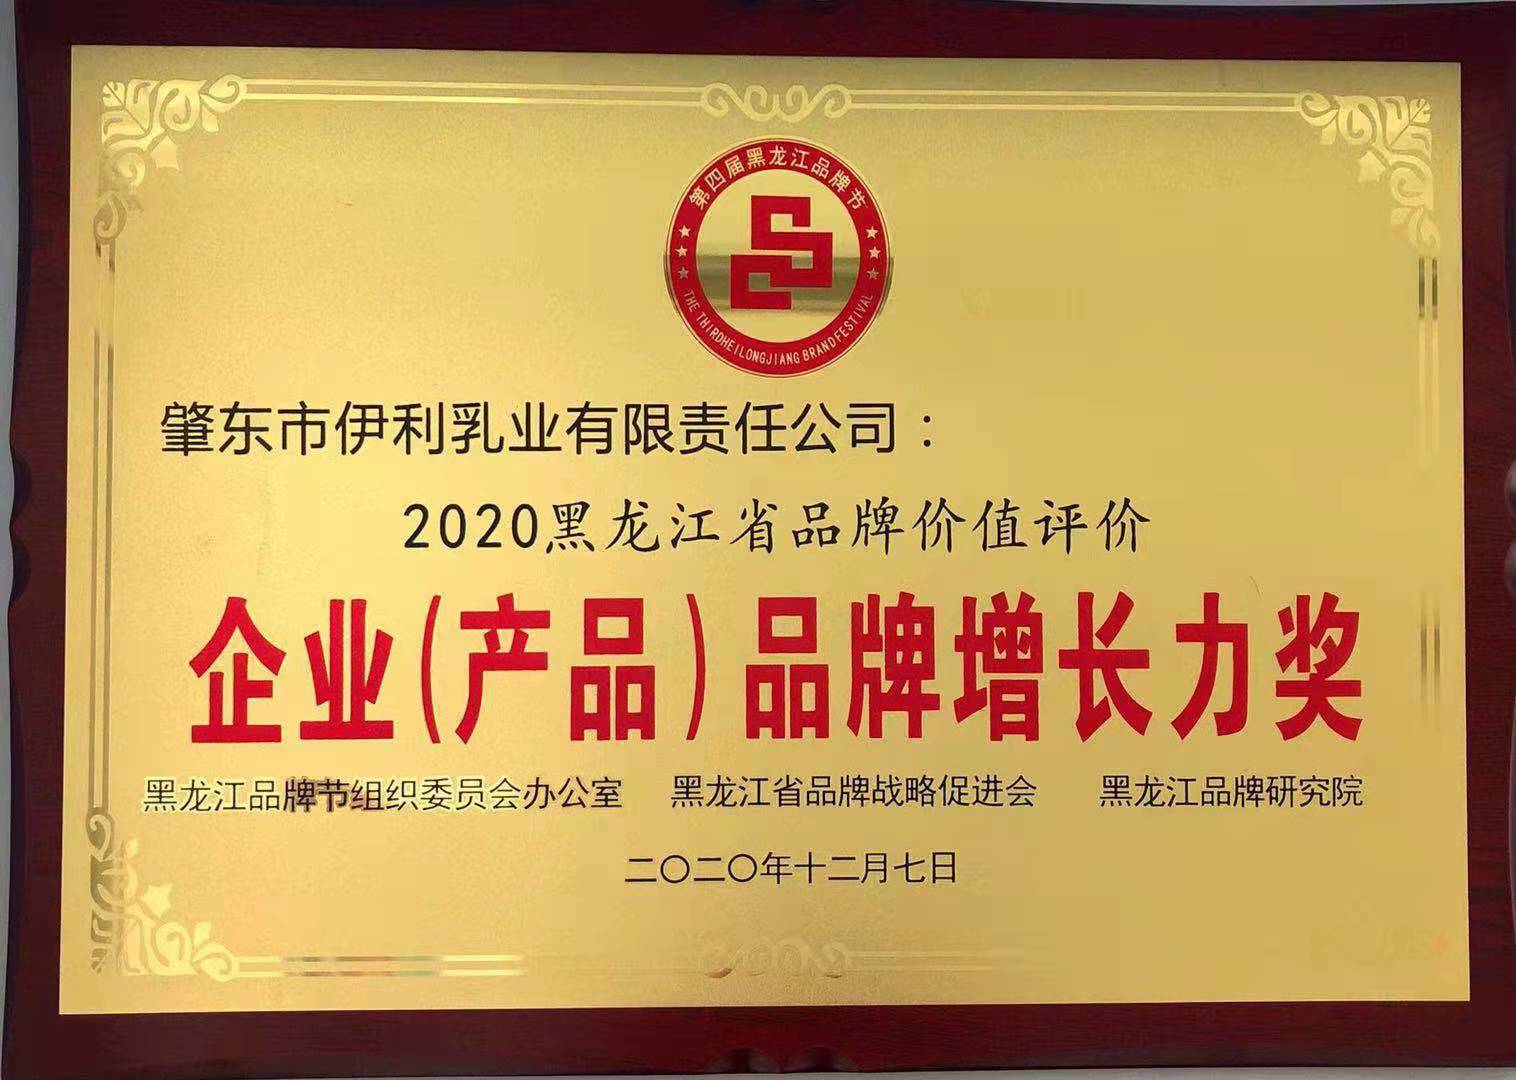 第四届黑龙江品牌节
THE THIRDHEILONGJIANG BRANDFESTIVAL
肇东市伊利乳业有限责任公司：
2020黑龙江省品牌价值评价
企业(产品)品牌增长力奖
黑龙江品牌节组织委员会办公室 黑龙江省品牌战略促进会 黑龙江品牌研究院
二〇二〇年十二月七日